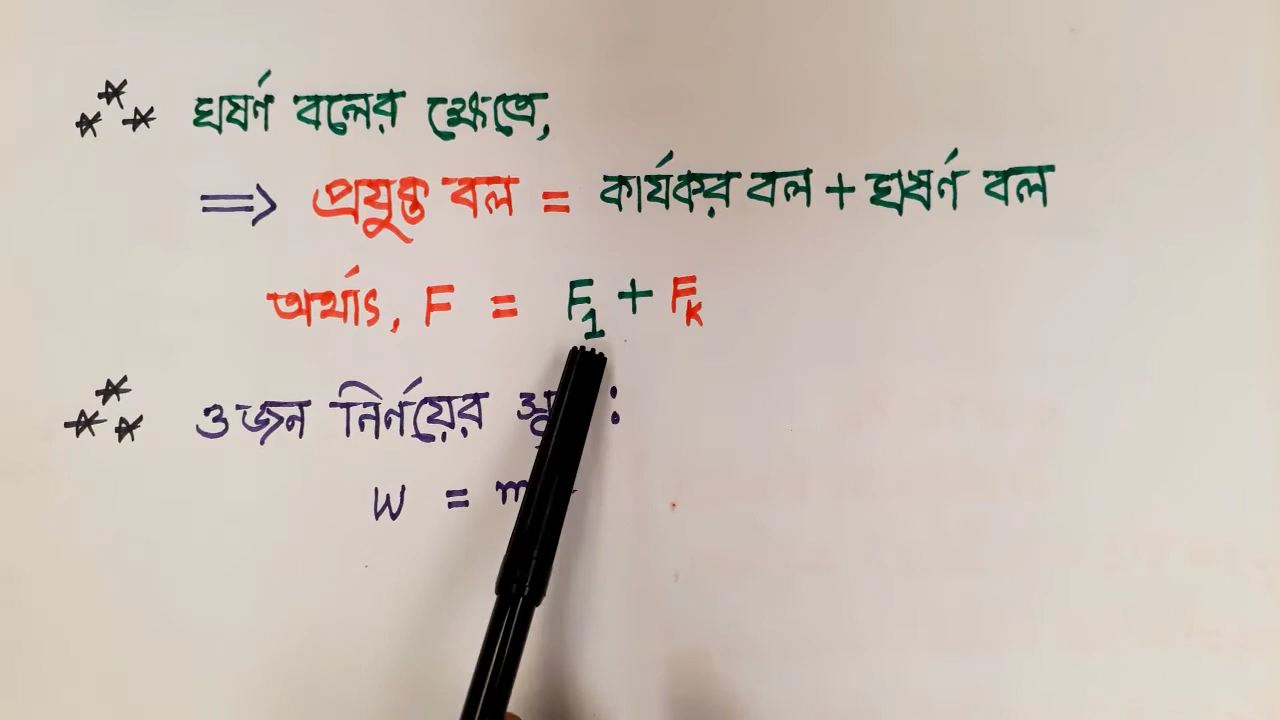 ঘর্ষণ বলের ক্ষেত্রে,
⇒ প্রযুক্ত বল = কার্যকর বল + ঘর্ষণ বল
অর্থাৎ, F = F₁ + Fₖ
ওজন নির্ণয়ের :
W = m